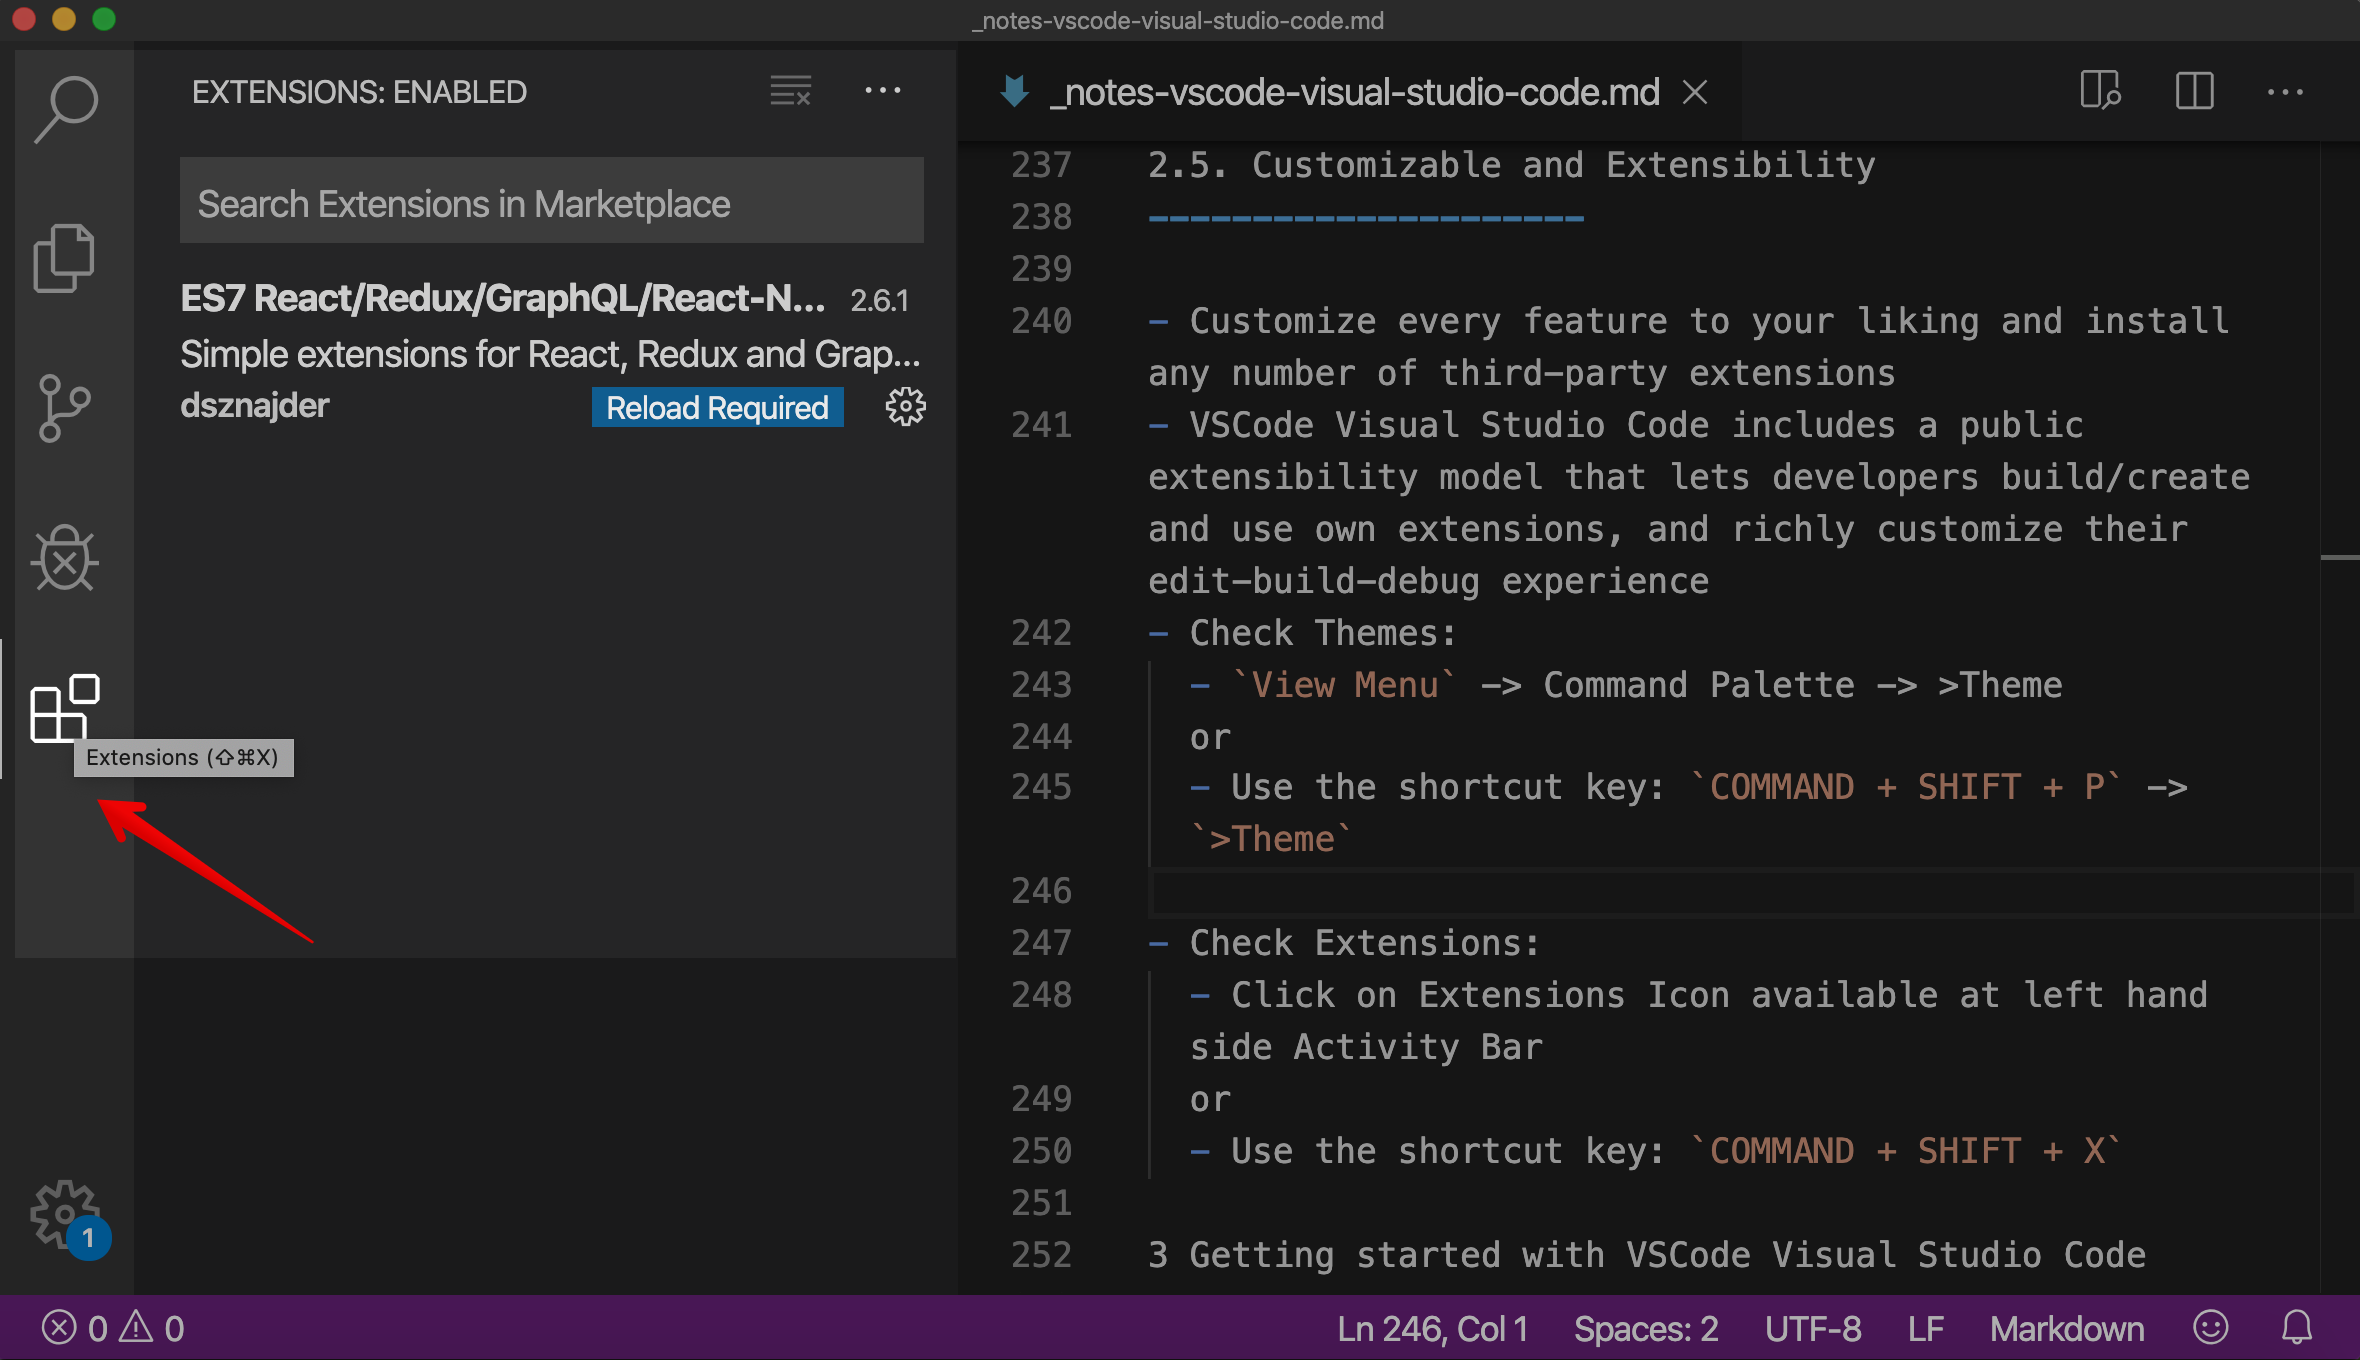 _notes-vscode-visual-studio-code.md
EXTENSIONS: ENABLED
Search Extensions in Marketplace
ES7 React/Redux/GraphQL/React-N... 2.6.1
Simple extensions for React, Redux and Grap...
dsznajder Reload Required
Extensions (⇧⌘X)
1
_notes-vscode-visual-studio-code.md
237 2.5. Customizable and Extensibility
238 ---------------------
239
240 - Customize every feature to your liking and install
any number of third-party extensions
241 - VSCode Visual Studio Code includes a public
extensibility model that lets developers build/create
and use own extensions, and richly customize their
edit-build-debug experience
242 - Check Themes:
243 - `View Menu` -> Command Palette -> >Theme
244 or
245 - Use the shortcut key: `COMMAND + SHIFT + P` ->
`>Theme`
246
247 - Check Extensions:
248 - Click on Extensions Icon available at left hand
side Activity Bar
249 or
250 - Use the shortcut key: `COMMAND + SHIFT + X`
251
252 3 Getting started with VSCode Visual Studio Code
0 0 Ln 246, Col 1 Spaces: 2 UTF-8 LF Markdown